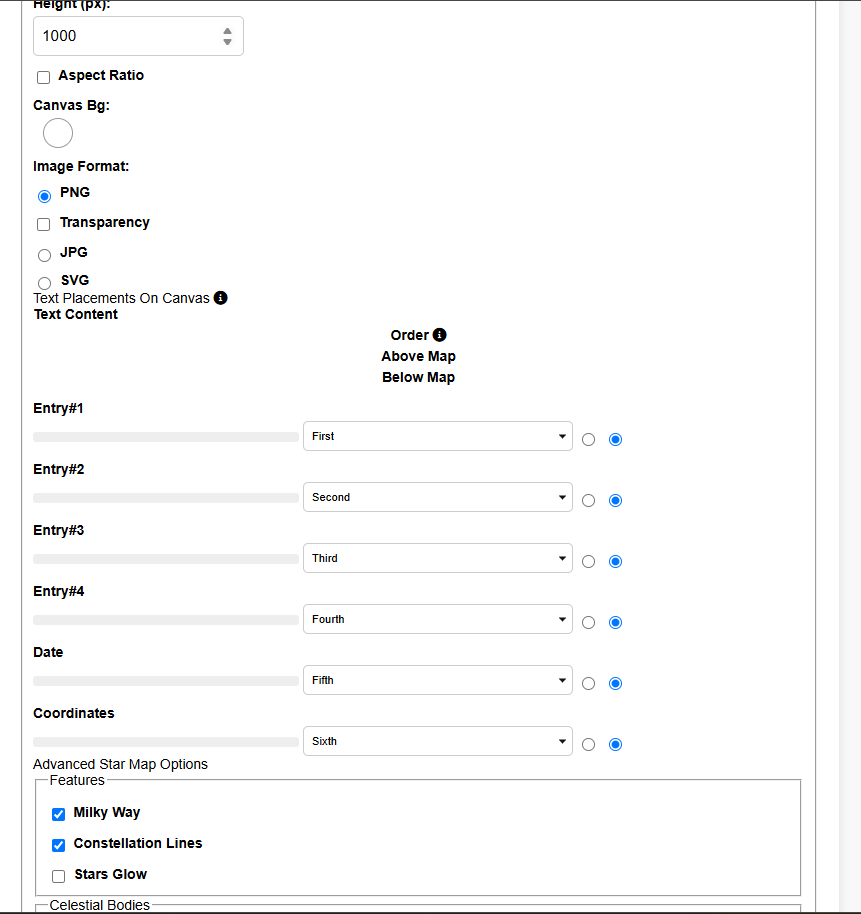 Height (px):
1000
Aspect Ratio
Canvas Bg:
Image Format:
PNG
Transparency
JPG
SVG
Text Placements On Canvas
Text Content
Order
Above Map
Below Map
Entry#1
First
Entry#2
Second
Entry#3
Third
Entry#4
Fourth
Date
Fifth
Coordinates
Sixth
Advanced Star Map Options
Features
Milky Way
Constellation Lines
Stars Glow
Celestial Bodies